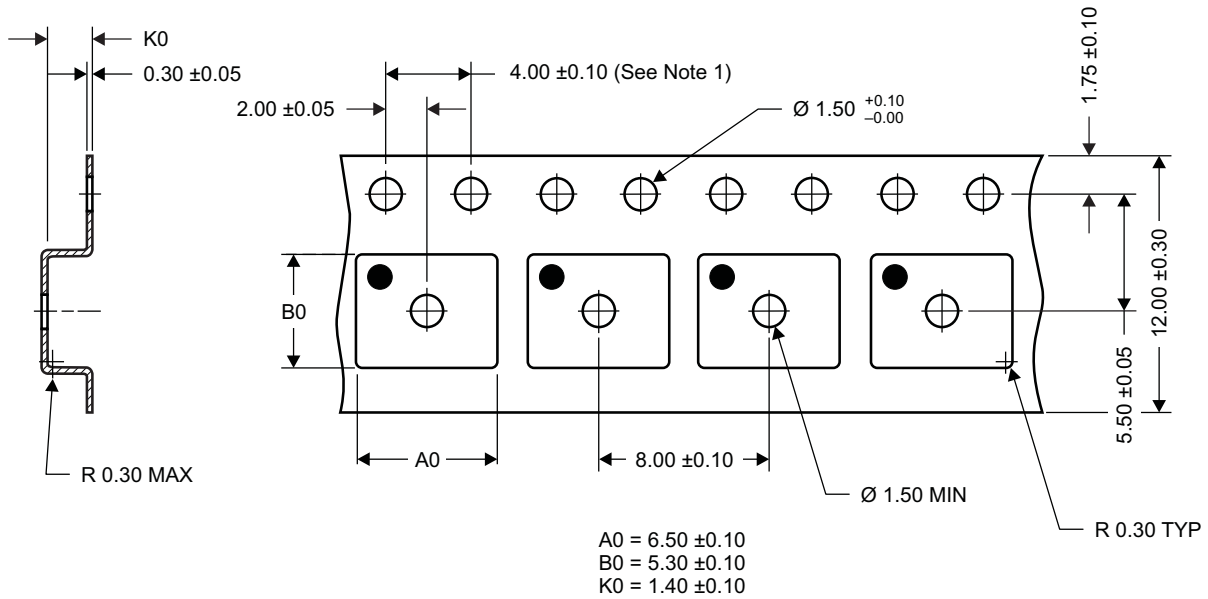 K0
0.30 ±0.05
4.00 ±0.10 (See Note 1)
2.00 ±0.05
Ø 1.50 +0.10 –0.00
1.75 ±0.10
B0
12.00 ±0.30
5.50 ±0.05
R 0.30 MAX
A0
8.00 ±0.10
Ø 1.50 MIN
R 0.30 TYP
A0 = 6.50 ±0.10
B0 = 5.30 ±0.10
K0 = 1.40 ±0.10